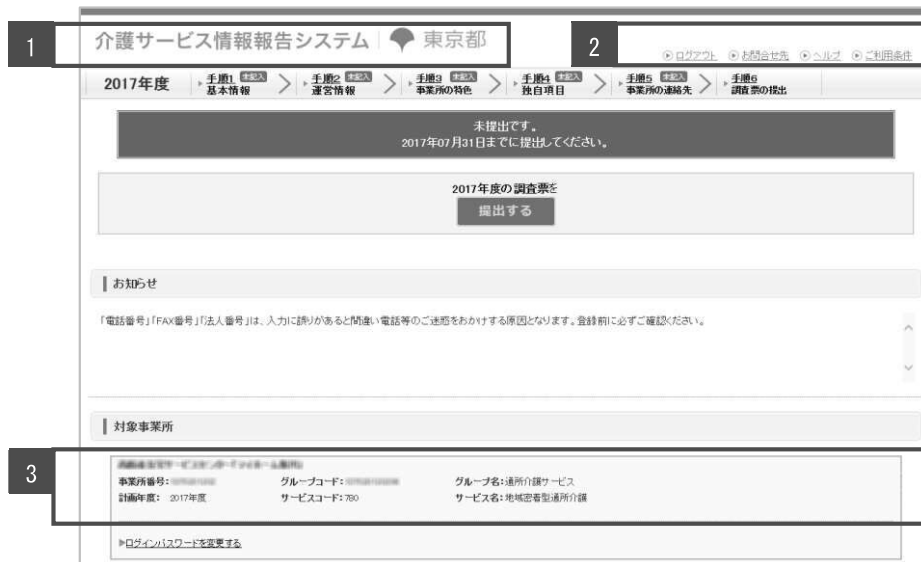 1
介護サービス情報報告システム 東京都
2
ログアウト お問合せ先 ヘルプ ご利用条件
2017年度 手順1 未記入 基本情報 手順2 未記入 運営情報 手順3 未記入 事業所の特色 手順4 未記入 独自項目 手順5 未記入 事業所の連絡先 手順6 調査票の提出
未提出です。
2017年07月31日までに提出してください。
2017年度の調査票を
提出する
お知らせ
「電話番号」「FAX番号」「法人番号」は、入力に誤りがあると間違い電話等のご迷惑をおかけする原因となります。登録前に必ずご確認ください。
対象事業所
3
事業所番号: グループコード: グループ名:通所介護サービス
計画年度: 2017年度 サービスコード:780 サービス名:地域密着型通所介護
ログインパスワードを変更する